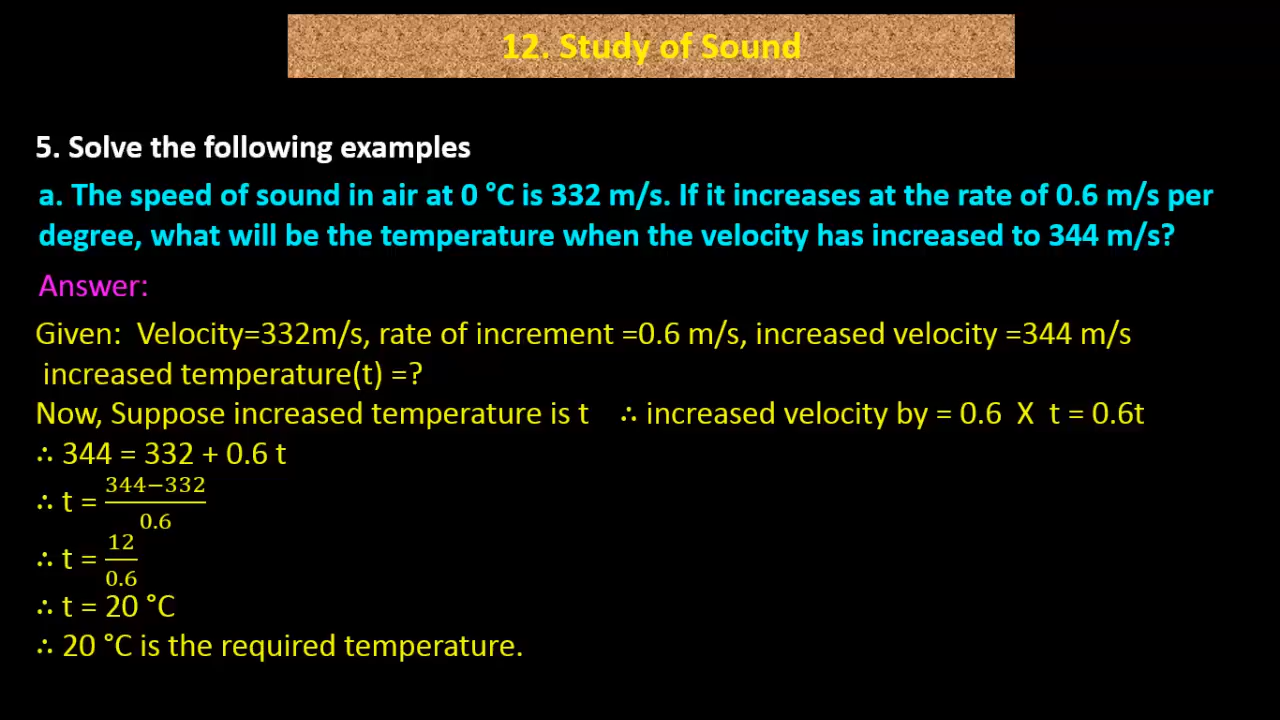 12. Study of Sound
5. Solve the following examples
a. The speed of sound in air at 0 °C is 332 m/s. If it increases at the rate of 0.6 m/s per
degree, what will be the temperature when the velocity has increased to 344 m/s?
Answer:
Given:  Velocity=332m/s, rate of increment =0.6 m/s, increased velocity =344 m/s
increased temperature(t) =?
Now, Suppose increased temperature is t    ∴ increased velocity by = 0.6  X  t = 0.6t
∴ 344 = 332 + 0.6 t
∴ t = 344−332/0.6
∴ t = 12/0.6
∴ t = 20 °C
∴ 20 °C is the required temperature.